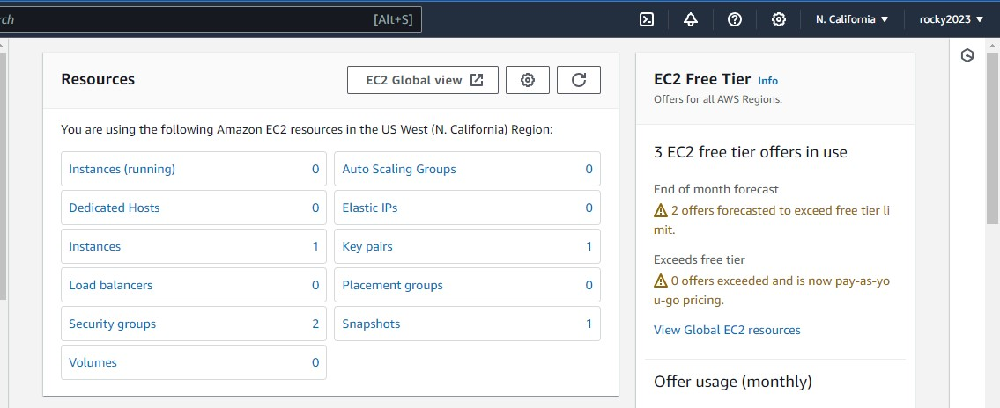 [Alt+S]
N. California ▼
rocky2023 ▼
Resources
EC2 Global view
You are using the following Amazon EC2 resources in the US West (N. California) Region:
Instances (running) 0
Auto Scaling Groups 0
Dedicated Hosts 0
Elastic IPs 0
Instances 1
Key pairs 1
Load balancers 0
Placement groups 0
Security groups 2
Snapshots 1
Volumes 0
EC2 Free Tier Info
Offers for all AWS Regions.
3 EC2 free tier offers in use
End of month forecast
2 offers forecasted to exceed free tier li
mit.
Exceeds free tier
0 offers exceeded and is now pay-as-yo
u-go pricing.
View Global EC2 resources
Offer usage (monthly)